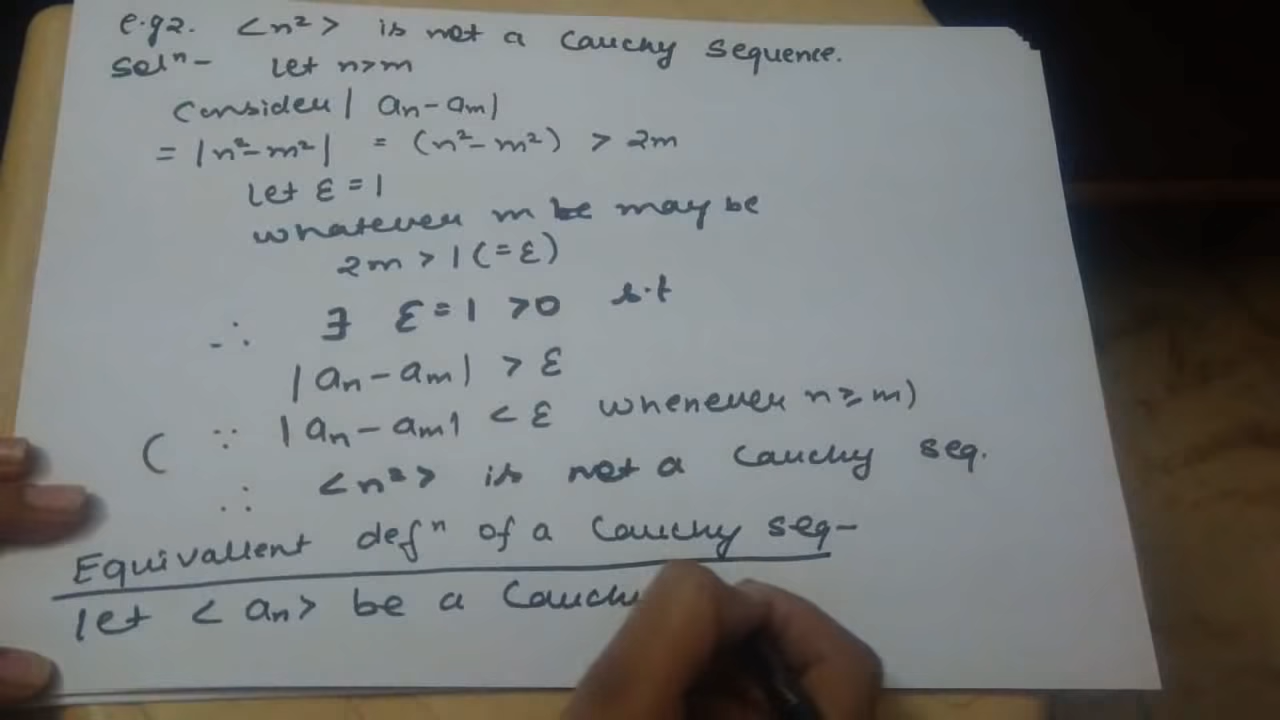 e.g 2. <n²> is not a Cauchy sequence.
Solⁿ- Let n>m
Consider | an - am|
= |n²-m²| = (n²-m²) > 2m
Let ε = 1
whatever m be may be
2m > 1 (=ε)
∴ ∃ ε = 1 >0 s.t
|an - am| > ε
( ∵ |an - am| < ε whenever n ≥ m)
∴ <n²> is not a Cauchy seq.
Equivallent defⁿ of a Cauchy seq-
let <an> be a Cauchy